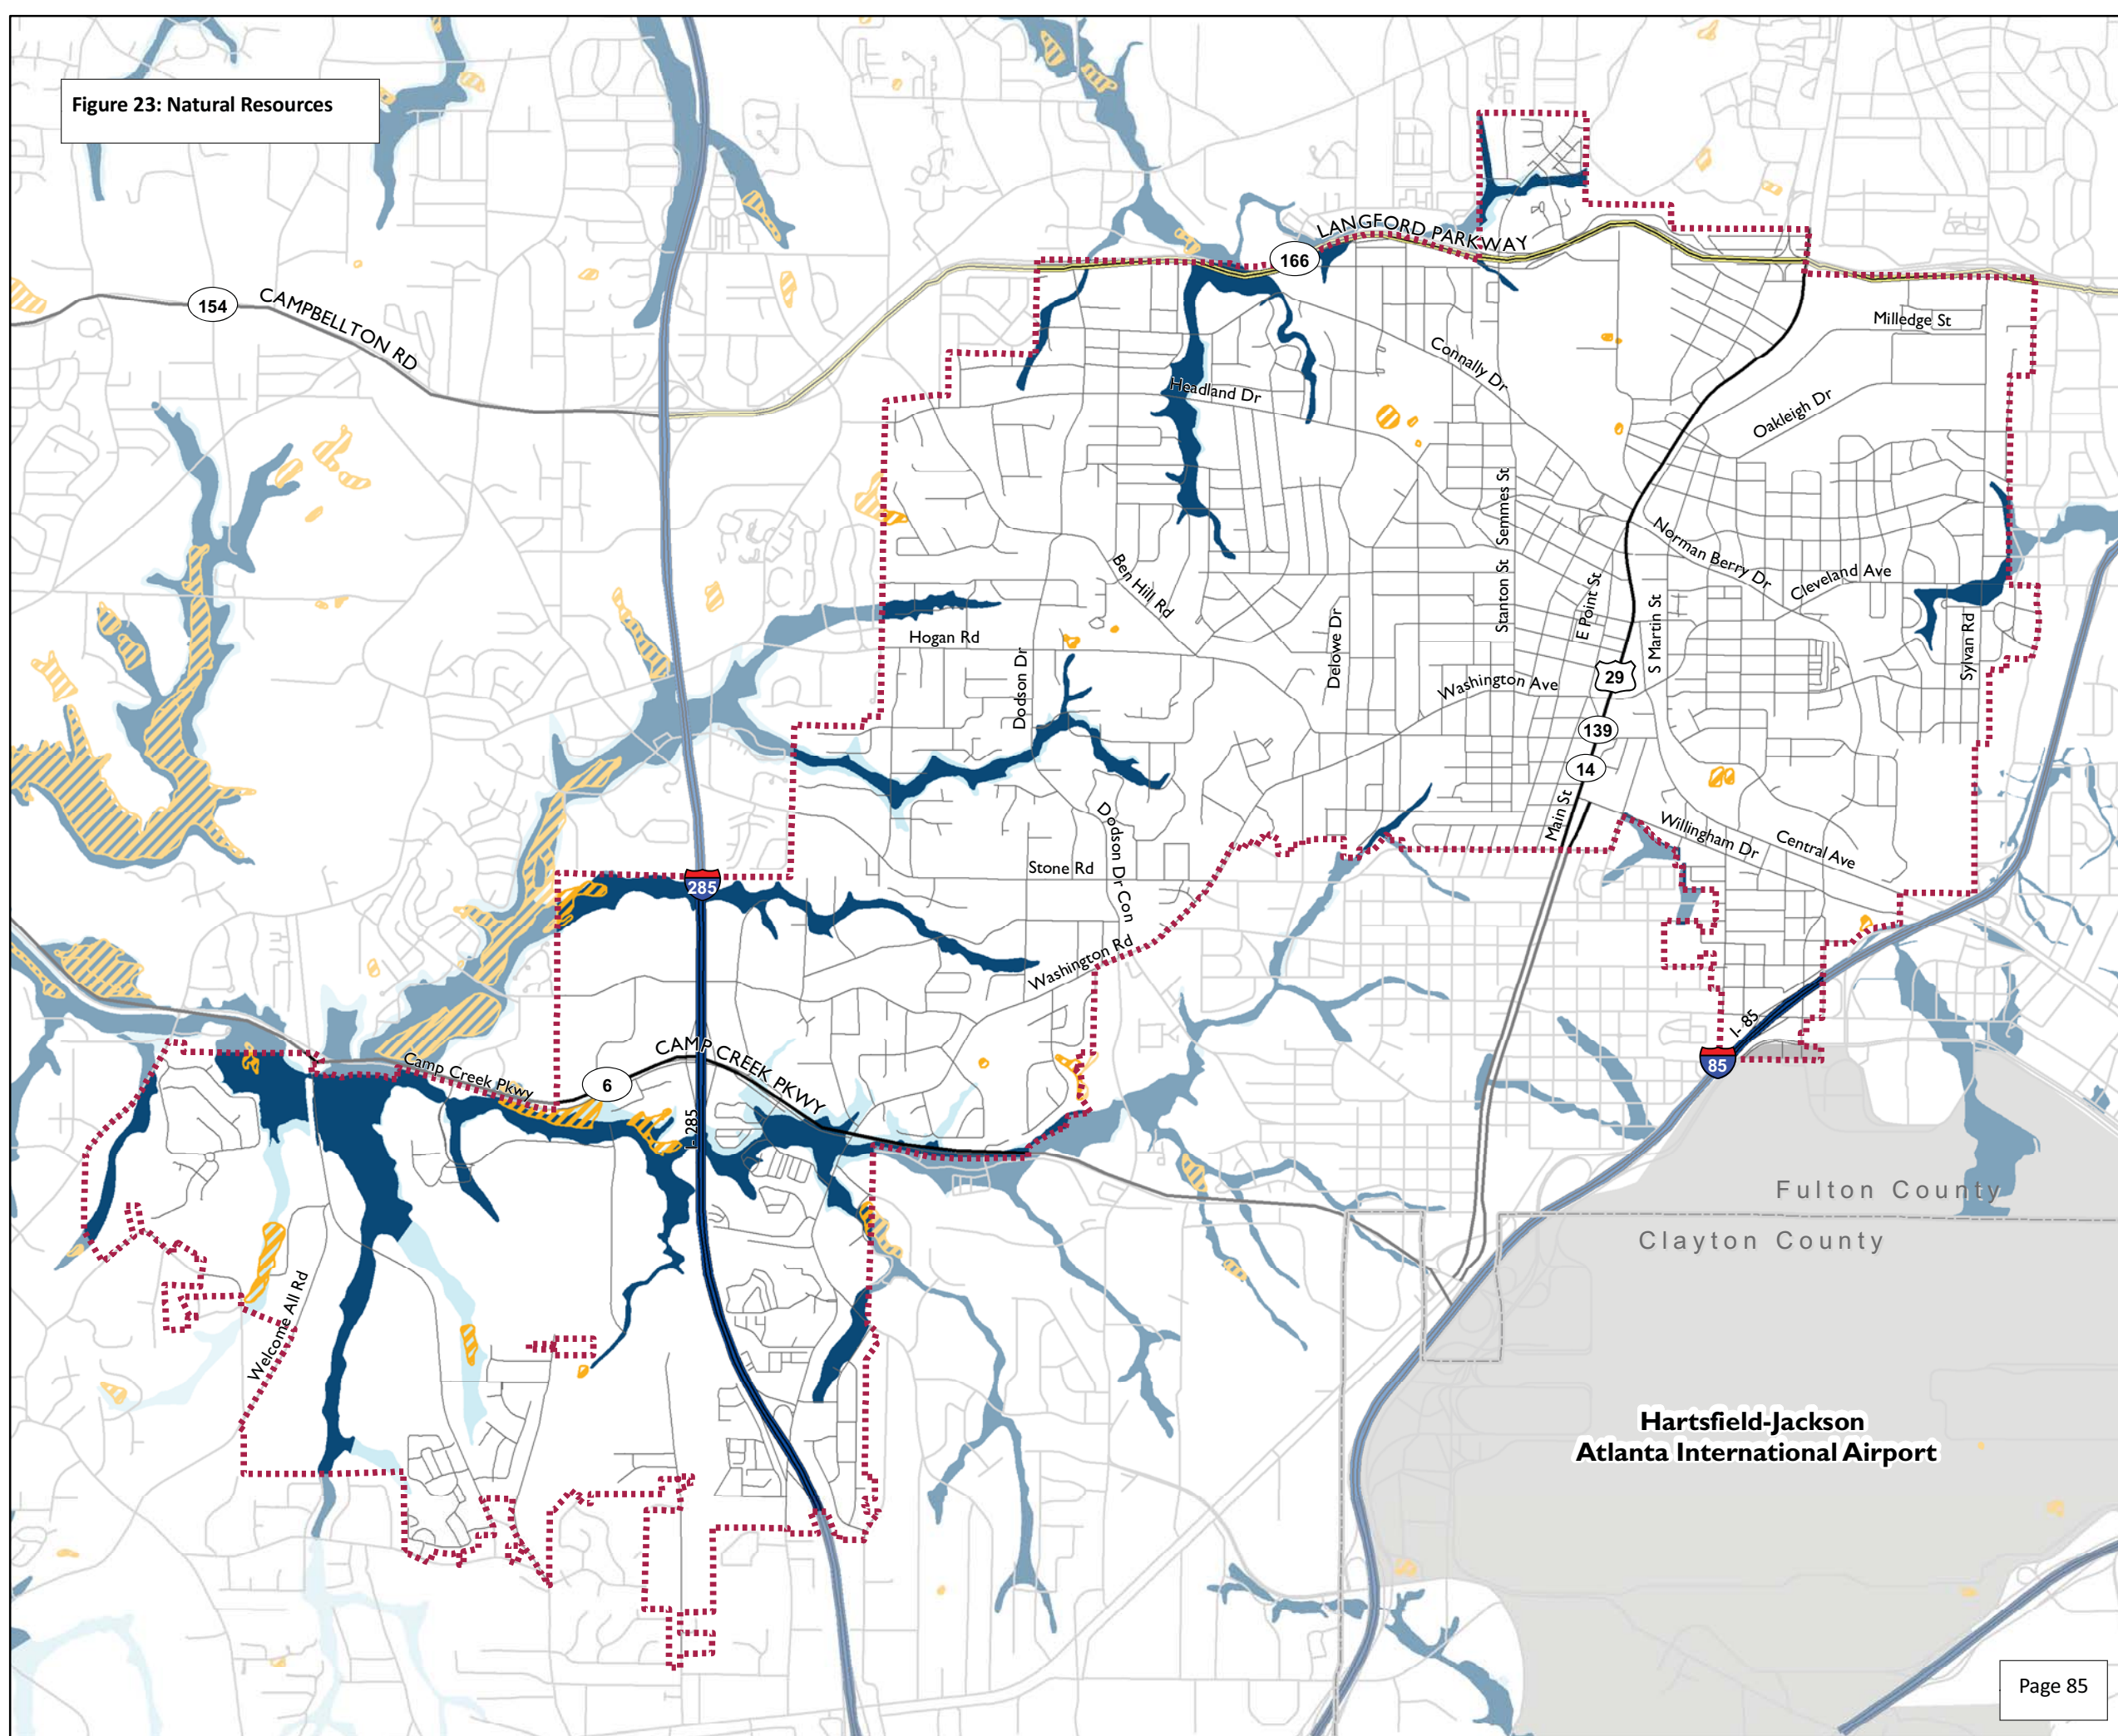 Figure 23: Natural Resources
LANGFORD PARKWAY
166
154
CAMPBELLTON RD
Milledge St
Connally Dr
Headland Dr
Oakleigh Dr
Semmes St
Norman Berry Dr
Cleveland Ave
Ben Hill Rd
Stanton St
E Point St
S Martin St
Hogan Rd
Delowe Dr
Sylvan Rd
Dodson Dr
29
Washington Ave
139
14
Main St
Dodson Dr Con
Willingham Dr
Central Ave
Stone Rd
285
Washington Rd
I- 85
85
CAMP CREEK PKWY
Camp Creek Pkwy
6
I- 285
Fulton County
Clayton County
Welcome All Rd
Hartsfield-Jackson
Atlanta International Airport
Page 85